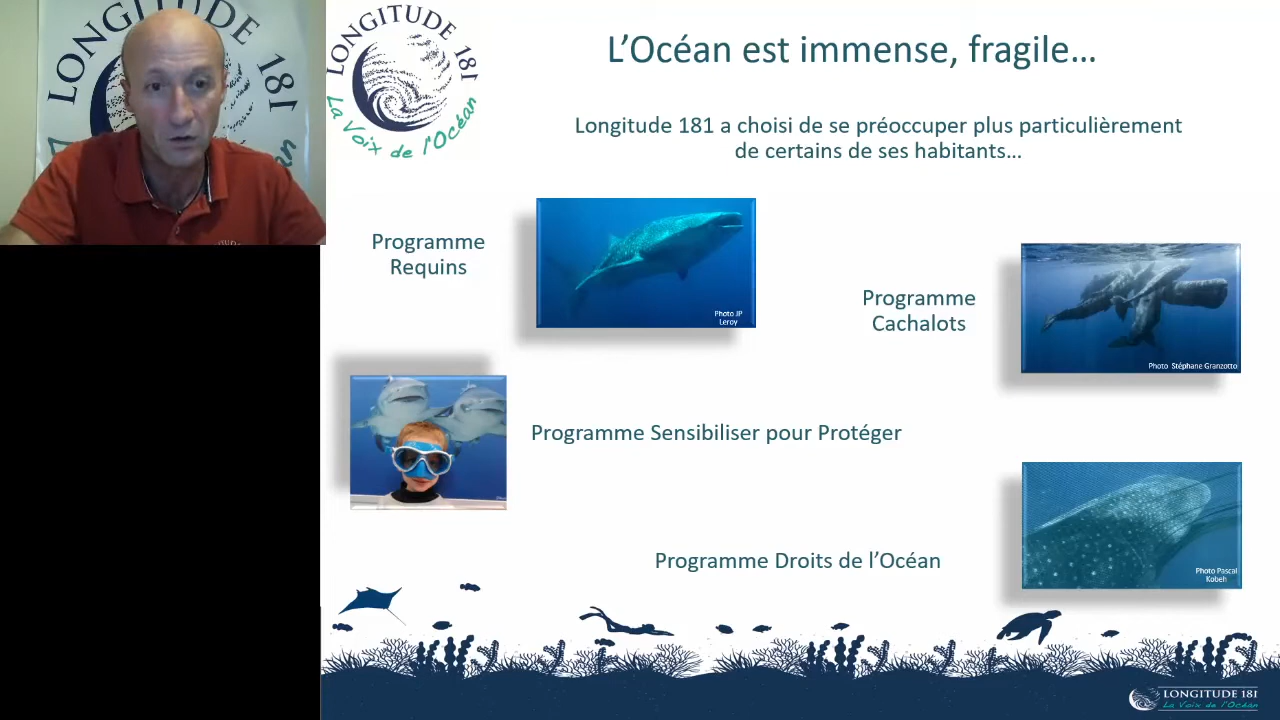 LONGITUDE 181
LONGITUDE 181
La Voix de l'Océan
L'Océan est immense, fragile…
Longitude 181 a choisi de se préoccuper plus particulièrement
de certains de ses habitants…
Programme
Requins
Photo JP
Leroy
Programme
Cachalots
Photo Stéphane Granzotto
Programme Sensibiliser pour Protéger
Programme Droits de l'Océan
Photo Pascal
Kobeh
LONGITUDE 181
La Voix de l'Océan